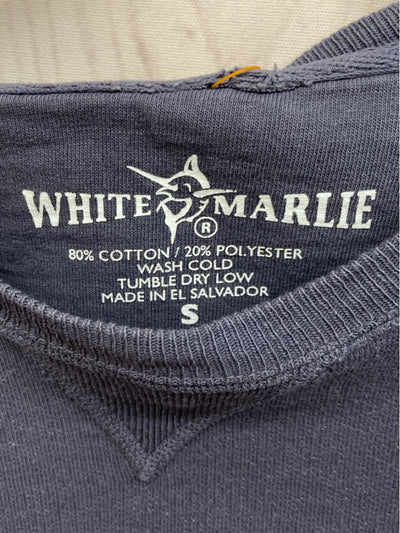 WHITE MARLIE
®
80% COTTON / 20% POLYESTER
WASH COLD
TUMBLE DRY LOW
MADE IN EL SALVADOR
S